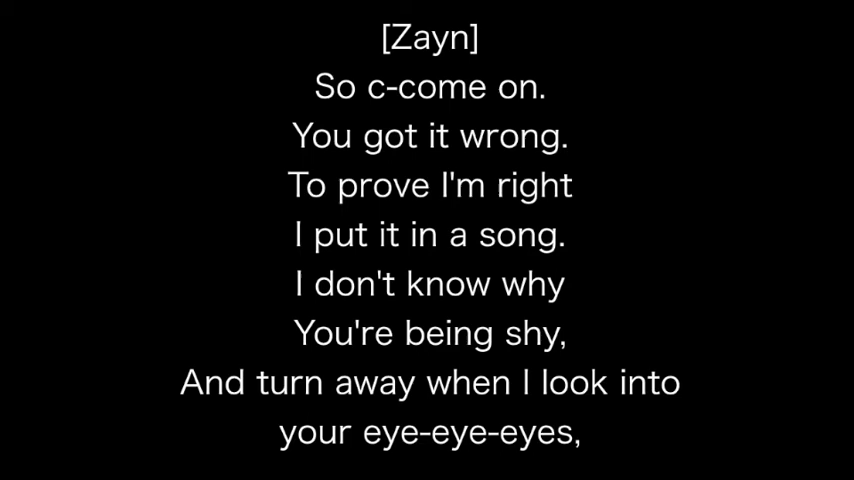 [Zayn]
So c-come on.
You got it wrong.
To prove I'm right
I put it in a song.
I don't know why
You're being shy,
And turn away when I look into
your eye-eye-eyes,